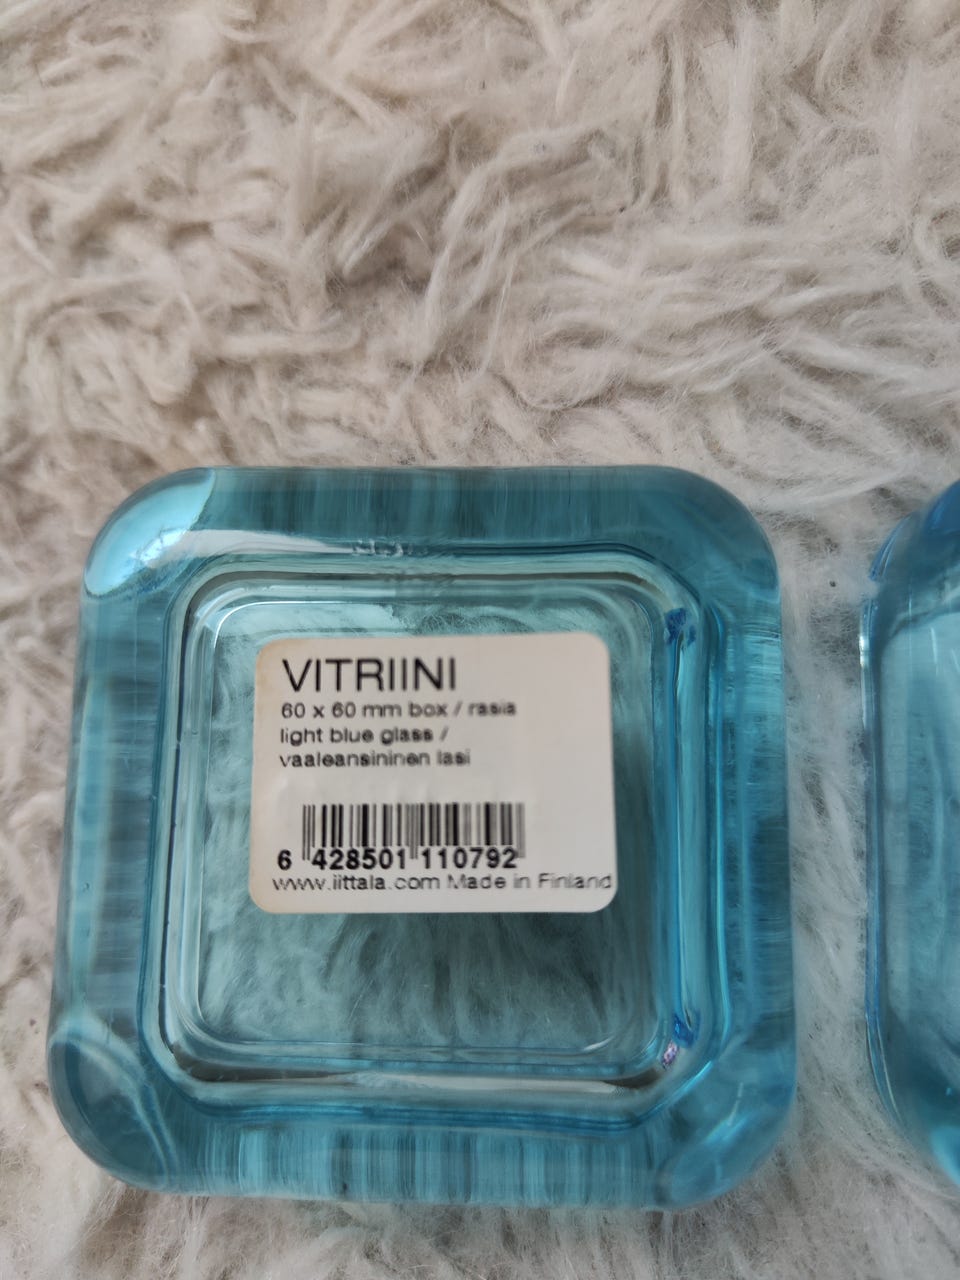 VITRIINI
60 x 60 mm box / rasia
light blue glass /
vaaleansininen lasi
6 428501 110792
www.iittala.com Made in Finland